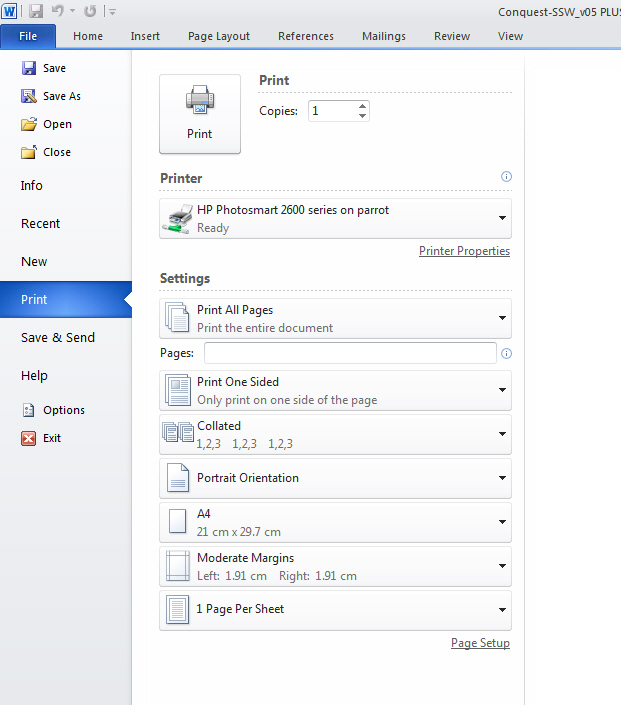 W
Conquest-SSW_v05 PLUS
File Home Insert Page Layout References Mailings Review View
Save
Save As
Open
Close
Info
Recent
New
Print
Save & Send
Help
Options
Exit
Print
Print
Copies: 1
Printer
HP Photosmart 2600 series on parrot
Ready
Printer Properties
Settings
Print All Pages
Print the entire document
Pages:
Print One Sided
Only print on one side of the page
Collated
1,2,3 1,2,3 1,2,3
Portrait Orientation
A4
21 cm x 29.7 cm
Moderate Margins
Left: 1.91 cm Right: 1.91 cm
1 Page Per Sheet
Page Setup